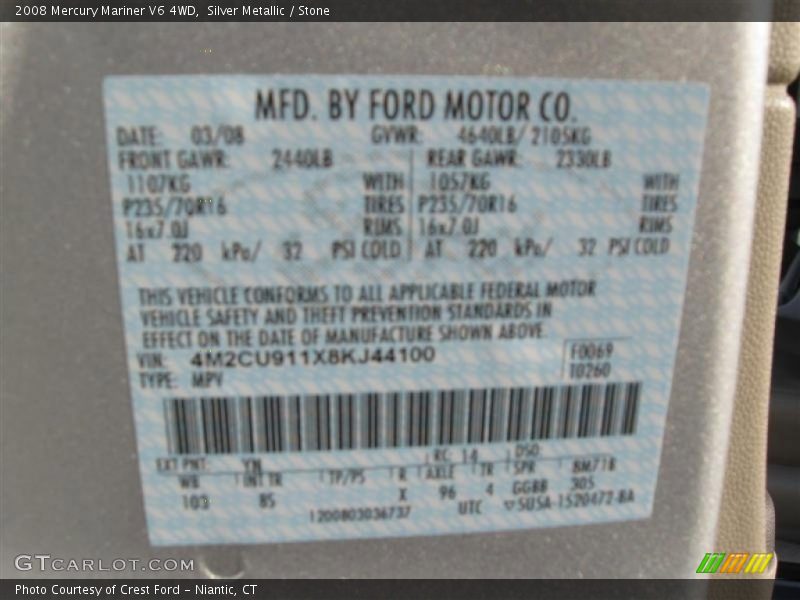 2008 Mercury Mariner V6 4WD, Silver Metallic / Stone
MFD. BY FORD MOTOR CO.
DATE: 03/08 GVWR: 4640LB/ 2105KG
FRONT GAWR: 2440LB REAR GAWR: 2330LB
1107KG WITH 1057KG WITH
P235/70R16 TIRES P235/70R16 TIRES
16x7.0J RIMS 16x7.0J RIMS
AT 220 kPa/ 32 PSI COLD AT 220 kPa/ 32 PSI COLD
THIS VEHICLE CONFORMS TO ALL APPLICABLE FEDERAL MOTOR
VEHICLE SAFETY AND THEFT PREVENTION STANDARDS IN
EFFECT ON THE DATE OF MANUFACTURE SHOWN ABOVE.
VIN: 4M2CU911X8KJ44100 F0069
TYPE: MPV T0260
EXT PNT: YN RC: 14 DSO:
WB INT TR TP/PS R AXLE TR SPR BM71B
103 85 X 96 4 GGBB 305
1200803036737 UTC ▽5U5A-1520472-BA
GTCARLOT.COM
Photo Courtesy of Crest Ford - Niantic, CT